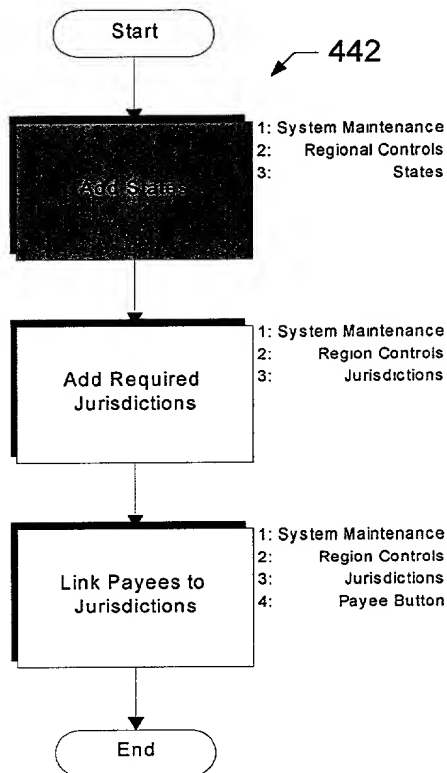 Start
442
Add States
1: System Maintenance
2: Regional Controls
3: States
Add Required
Jurisdictions
1: System Maintenance
2: Region Controls
3: Jurisdictions
Link Payees to
Jurisdictions
1: System Maintenance
2: Region Controls
3: Jurisdictions
4: Payee Button
End